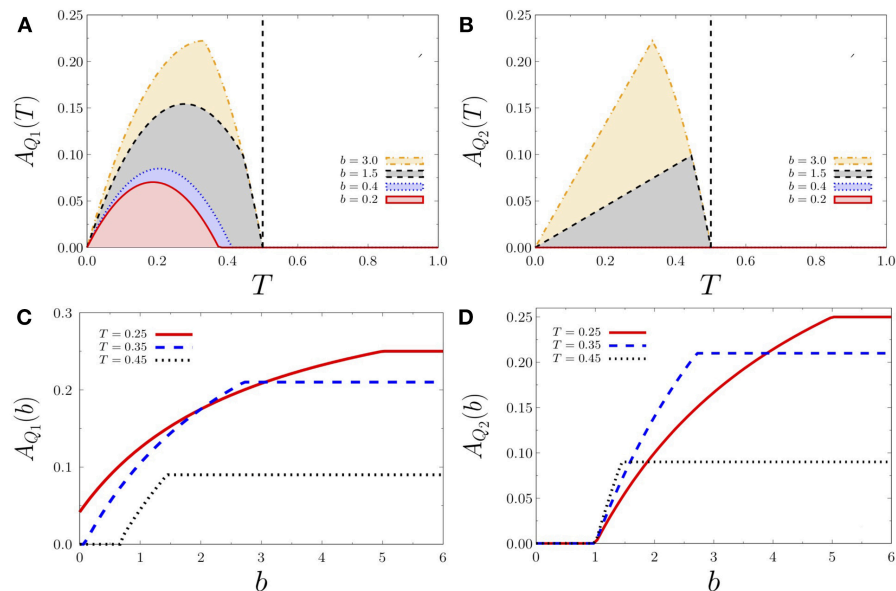 A
0.25
0.20
0.15
0.10
0.05
0.00
A_{Q_1}(T)
b = 3.0
b = 1.5
b = 0.4
b = 0.2
0.0 0.2 0.4 0.6 0.8 1.0
T
B
0.25
0.20
0.15
0.10
0.05
0.00
A_{Q_2}(T)
b = 3.0
b = 1.5
b = 0.4
b = 0.2
0.0 0.2 0.4 0.6 0.8 1.0
T
C
0.3
0.2
0.1
0.0
A_{Q_1}(b)
T = 0.25
T = 0.35
T = 0.45
0 1 2 3 4 5 6
b
D
0.25
0.20
0.15
0.10
0.05
0.00
A_{Q_2}(b)
T = 0.25
T = 0.35
T = 0.45
0 1 2 3 4 5 6
b